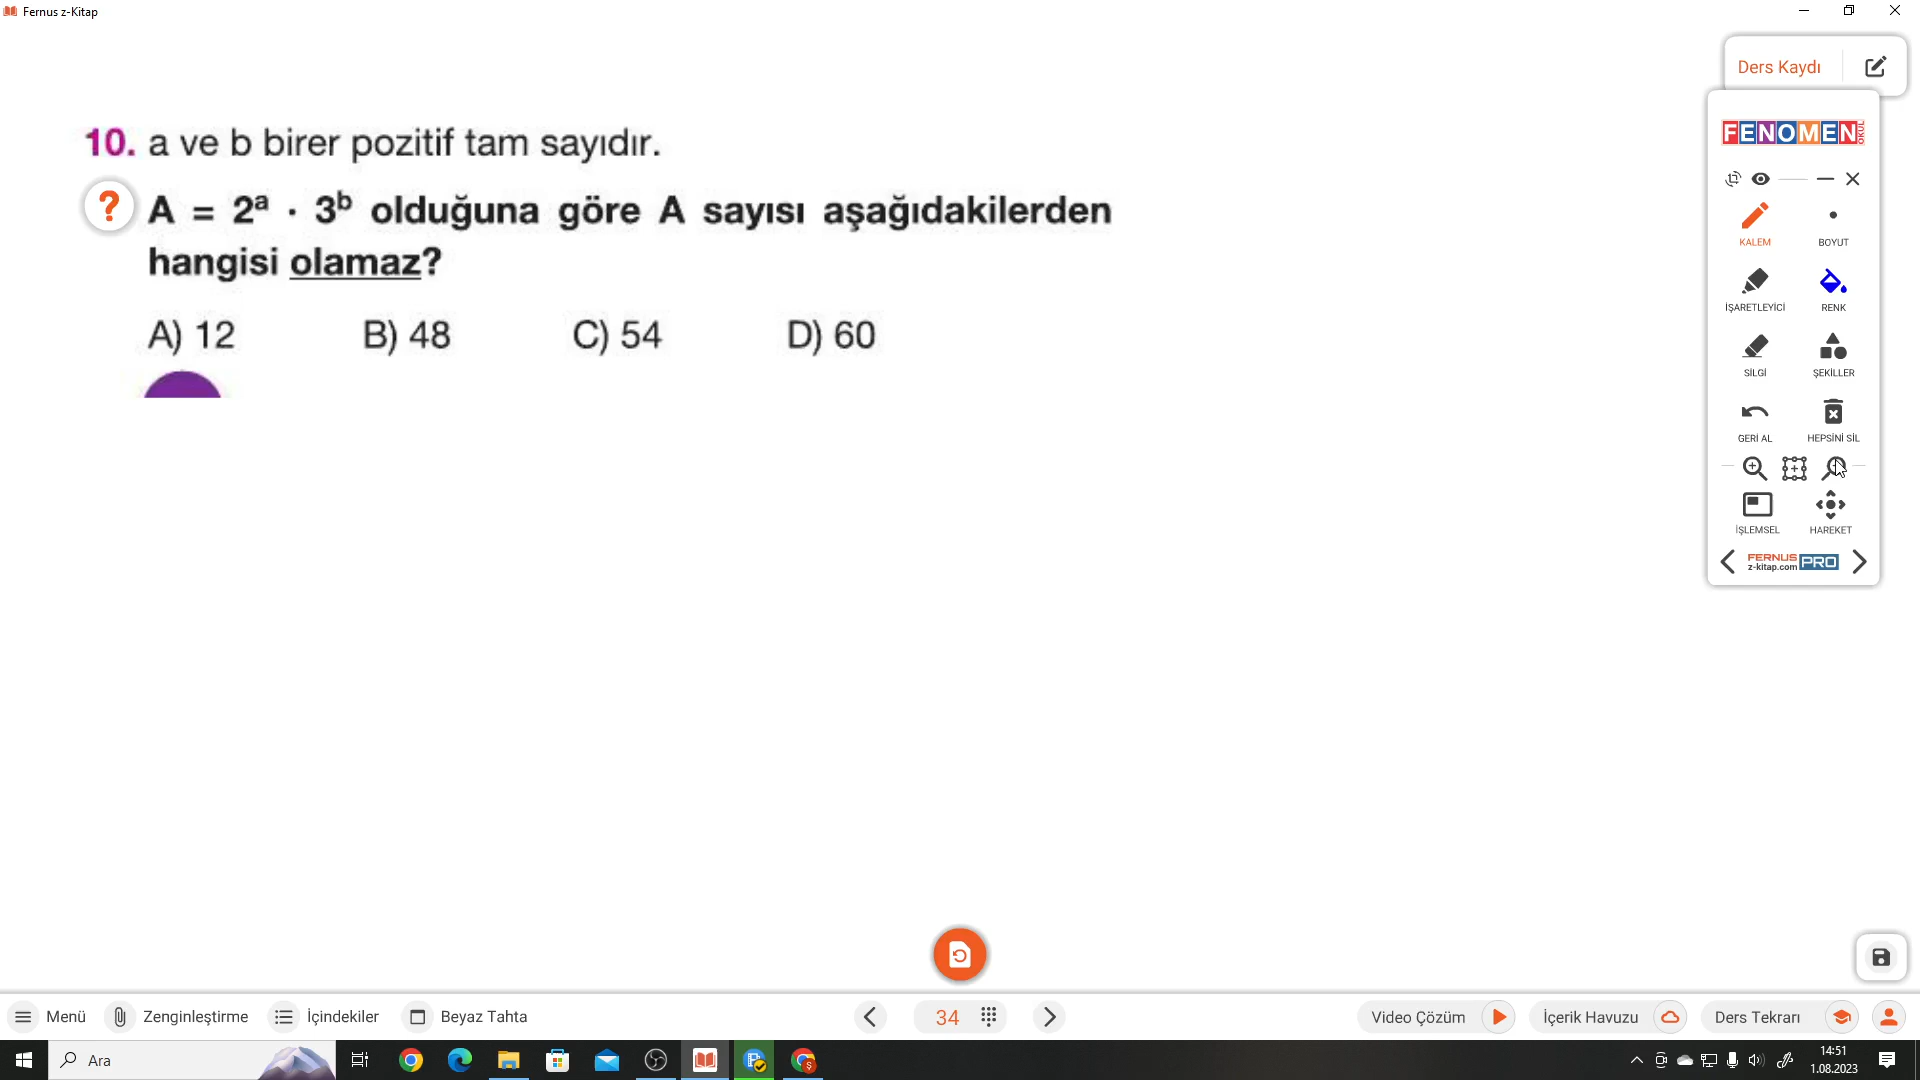 Fernus z-Kitap
Ders Kaydı
10. a ve b birer pozitif tam sayıdır.
? A = 2ᵃ · 3ᵇ olduğuna göre A sayısı aşağıdakilerden
hangisi olamaz?
A) 12 B) 48 C) 54 D) 60
FENOMEN OKUL
KALEM BOYUT
İŞARETLEYİCİ RENK
SİLGİ ŞEKİLLER
GERİ AL HEPSİNİ SİL
İŞLEMSEL HAREKET
FERNUS
z-kitap.com PRO
Menü Zenginleştirme İçindekiler Beyaz Tahta 34 Video Çözüm İçerik Havuzu Ders Tekrarı
Ara
14:51
1.08.2023